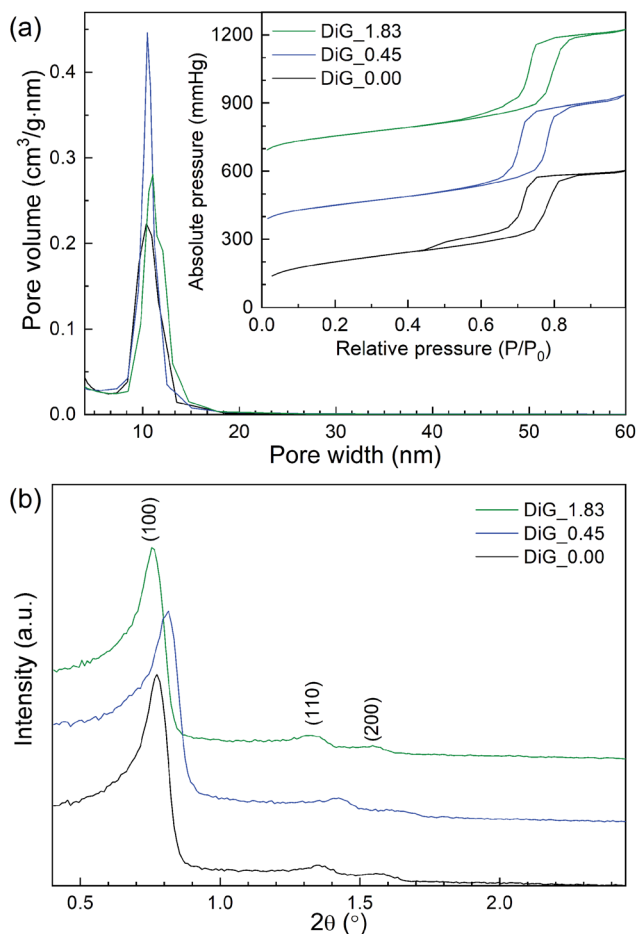 (a)
Pore volume (cm³/g·nm)
0.4
0.3
0.2
0.1
0.0
10
20
30
40
50
60
Pore width (nm)
DiG_1.83
DiG_0.45
DiG_0.00
Absolute pressure (mmHg)
1200
900
600
300
0
0.0
0.2
0.4
0.6
0.8
Relative pressure (P/P₀)
(b)
Intensity (a.u.)
(100)
(110)
(200)
DiG_1.83
DiG_0.45
DiG_0.00
0.5
1.0
1.5
2.0
2θ (°)